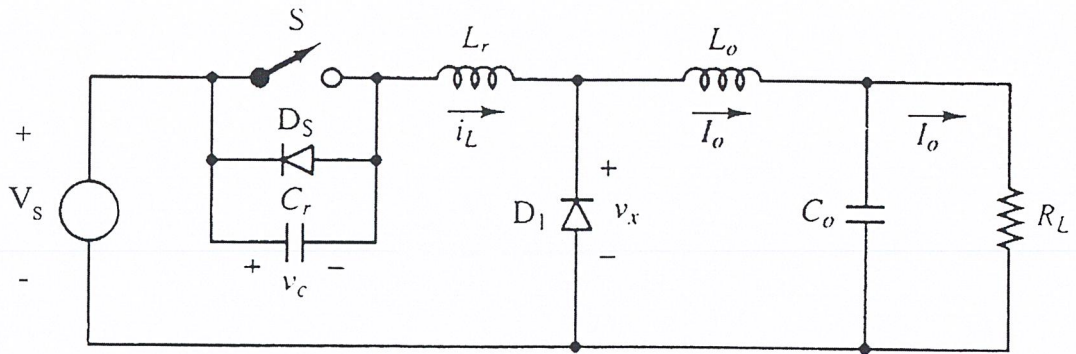 S
L_r
L_o
i_L
I_o
I_o
+
V_S
-
D_S
C_r
+ v_c -
D_1
+
v_x
-
C_o
R_L